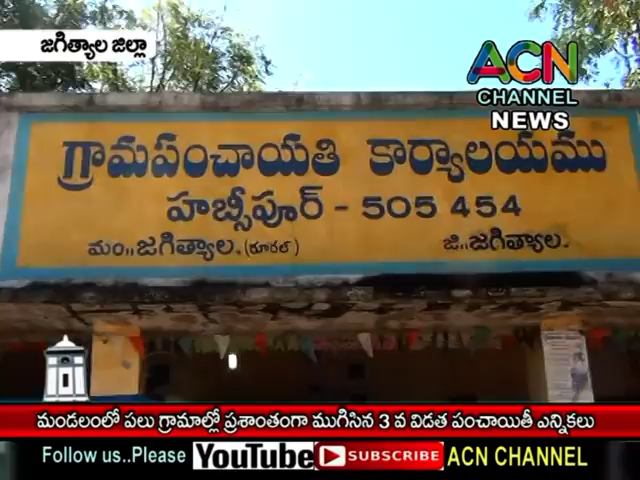 జగిత్యాల జిల్లా
ACN
CHANNEL
NEWS
గ్రామపంచాయతి కార్యాలయము
హబ్సీపూర్ - 505 454
మం,, జగిత్యాల. (రూరల్)
జి,, జగిత్యాల.
మండలంలో పలు గ్రామాల్లో ప్రశాంతంగా ముగిసిన 3 వ విడత పంచాయితీ ఎన్నికలు
Follow us..Please YouTube SUBSCRIBE ACN CHANNEL